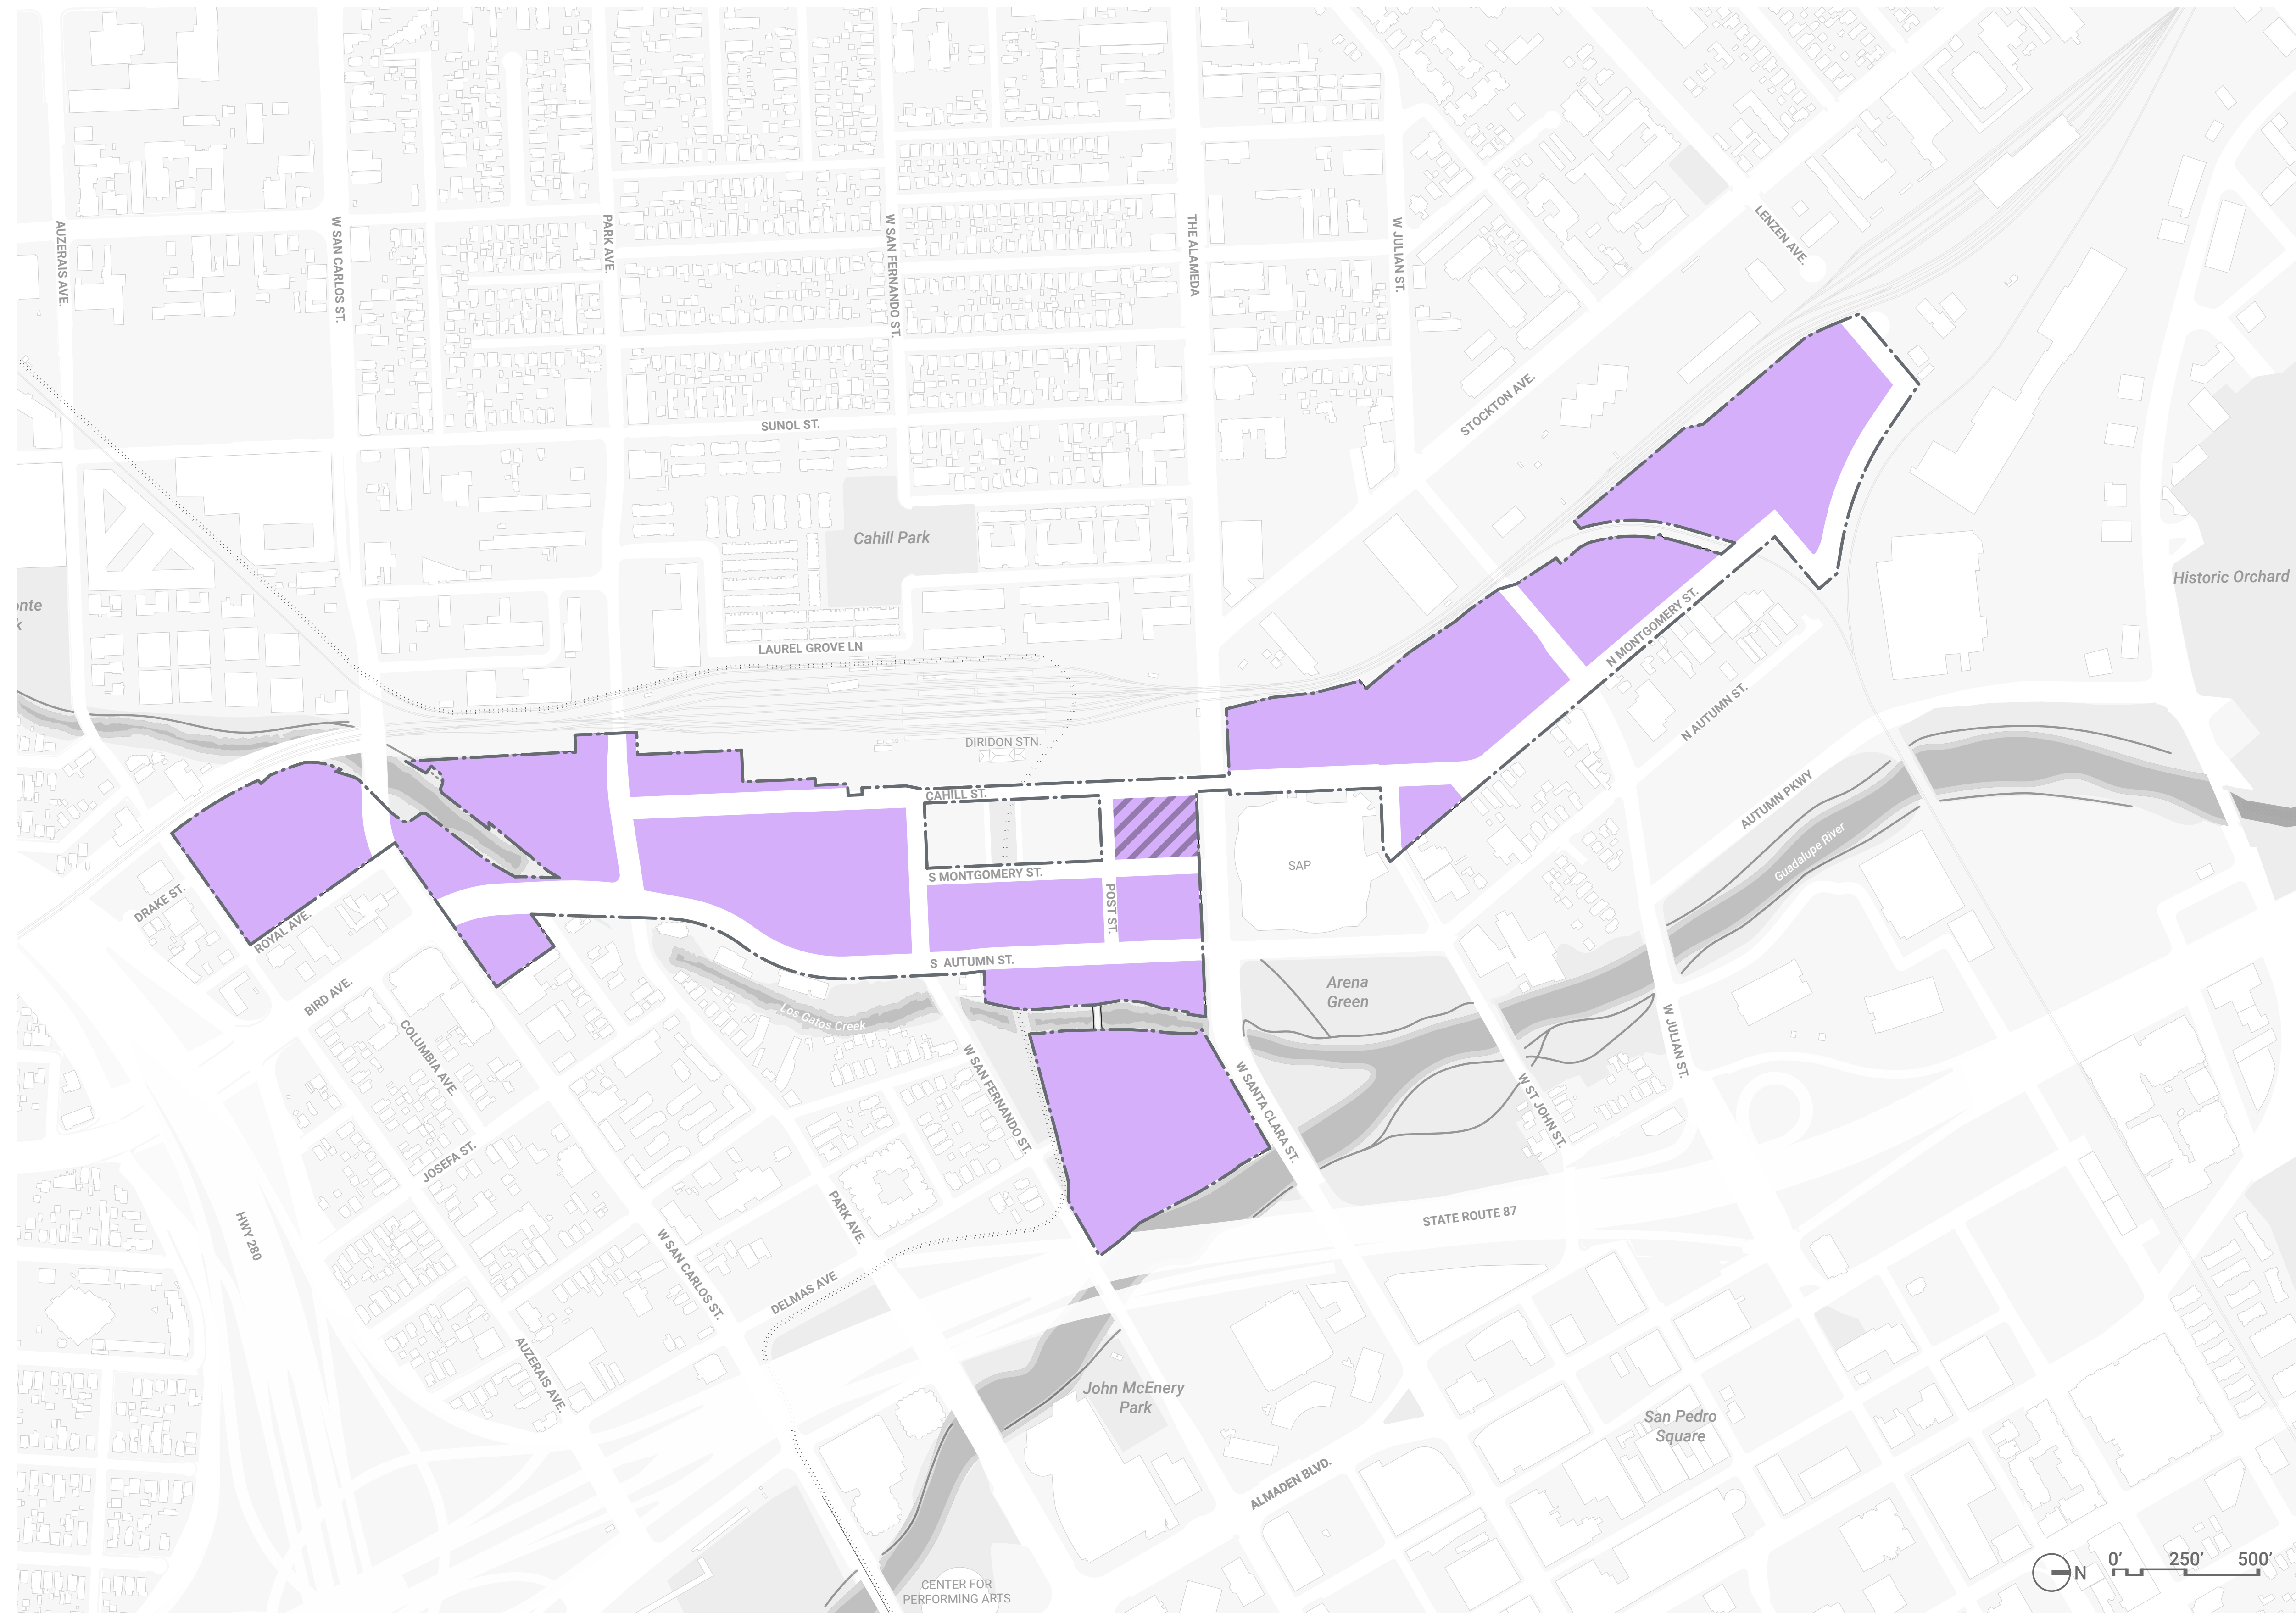 AUZERAIS AVE.
W SAN CARLOS ST.
PARK AVE.
W SAN FERNANDO ST.
THE ALAMEDA
W JULIAN ST.
LENZEN AVE.
STOCKTON AVE.
SUNOL ST.
Cahill Park
Historic Orchard
onte
k
LAUREL GROVE LN
N MONTGOMERY ST.
N AUTUMN ST.
DIRIDON STN.
CAHILL ST.
AUTUMN PKWY
Guadalupe River
SAP
S MONTGOMERY ST.
POST ST.
DRAKE ST.
ROYAL AVE.
S AUTUMN ST.
BIRD AVE.
Arena
Green
Los Gatos Creek
COLUMBIA AVE.
W SAN FERNANDO ST.
W SANTA CLARA ST.
W ST JOHN ST.
W JULIAN ST.
JOSEFA ST.
HWY 280
PARK AVE.
STATE ROUTE 87
W SAN CARLOS ST.
DELMAS AVE
AUZERAIS AVE.
John McEnery
Park
San Pedro
Square
ALMADEN BLVD.
CENTER FOR
PERFORMING ARTS
N
0' 250' 500'